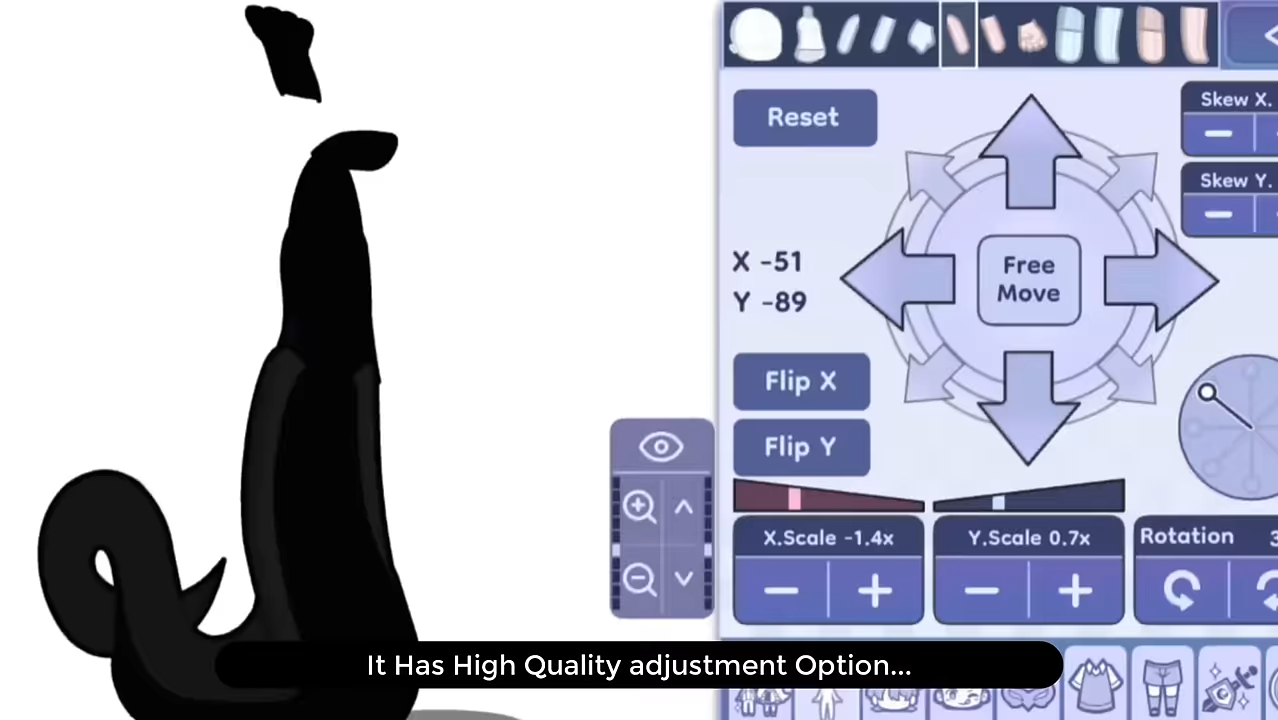 Reset
Skew X.
Skew Y.
X -51
Y -89
Free
Move
Flip X
Flip Y
X.Scale -1.4x
Y.Scale 0.7x
Rotation 3
It Has High Quality adjustment Option...